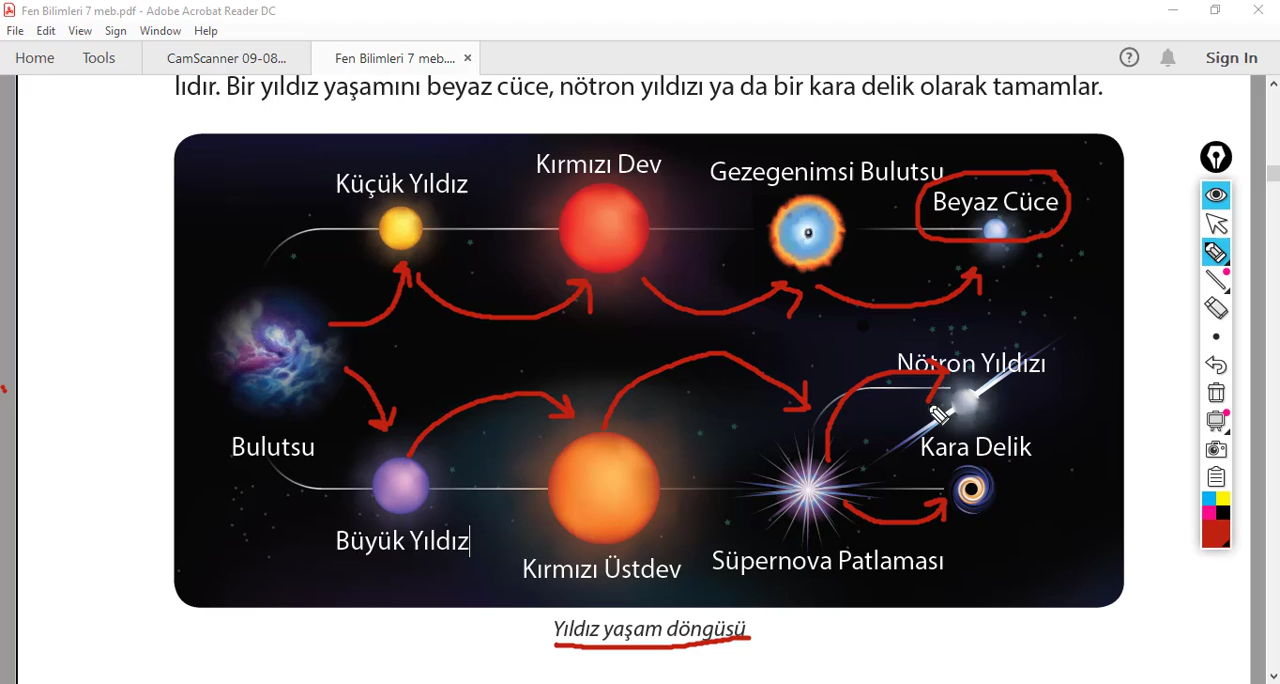 Fen Bilimleri 7 meb.pdf - Adobe Acrobat Reader DC
File Edit View Sign Window Help
Home Tools CamScanner 09-08... Fen Bilimleri 7 meb.... × ? Sign In
lıdır. Bir yıldız yaşamını beyaz cüce, nötron yıldızı ya da bir kara delik olarak tamamlar.
Küçük Yıldız
Kırmızı Dev
Gezegenimsi Bulutsu
Beyaz Cüce
Bulutsu
Büyük Yıldız
Kırmızı Üstdev
Süpernova Patlaması
Nötron Yıldızı
Kara Delik
Yıldız yaşam döngüsü